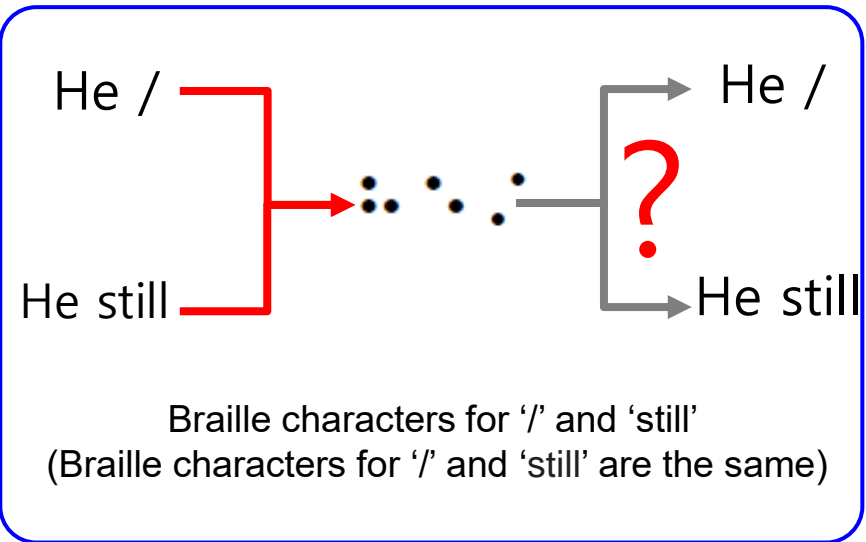 He /
He /
?
⠓ ⠑ ⠌
He still
He still
Braille characters for ‘/’ and ‘still’
(Braille characters for ‘/’ and ‘still’ are the same)